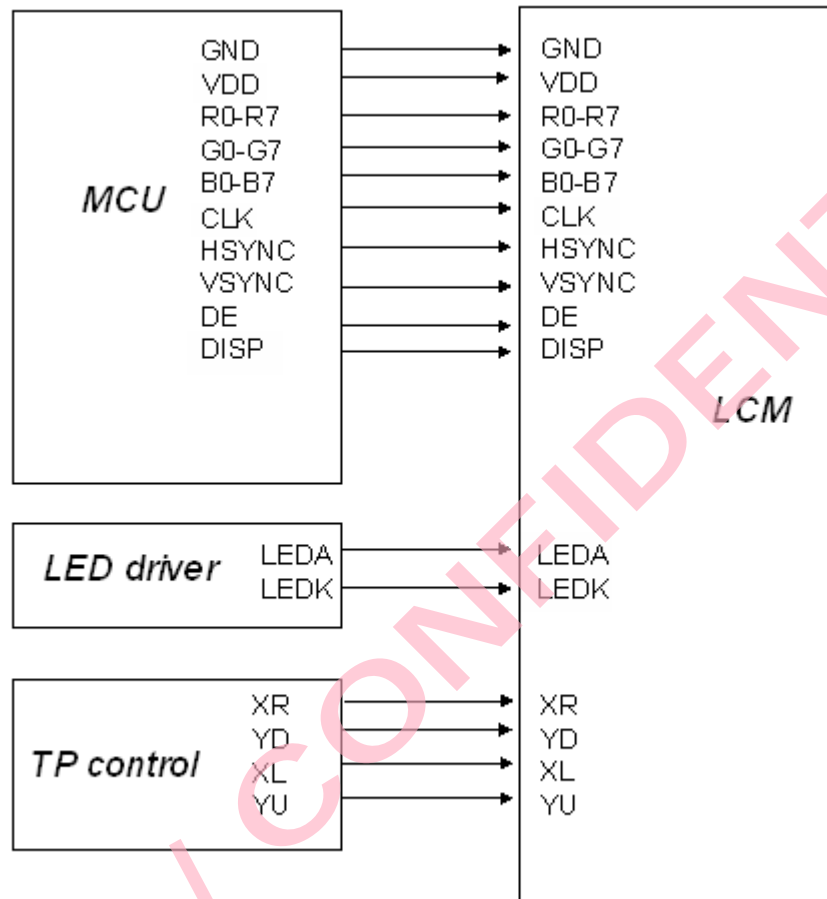 MCU
GND
VDD
R0-R7
G0-G7
B0-B7
CLK
HSYNC
VSYNC
DE
DISP
LCM
GND
VDD
R0-R7
G0-G7
B0-B7
CLK
HSYNC
VSYNC
DE
DISP
LED driver
LEDA
LEDK
LEDA
LEDK
TP control
XR
YD
XL
YU
XR
YD
XL
YU
/ CONFIDENT